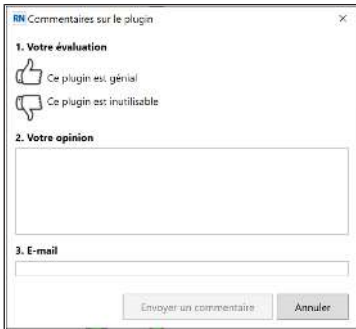 RN Commentaires sur le plugin
1. Votre évaluation
Ce plugin est génial
Ce plugin est inutilisable
2. Votre opinion
3. E-mail
Envoyer un commentaire
Annuler